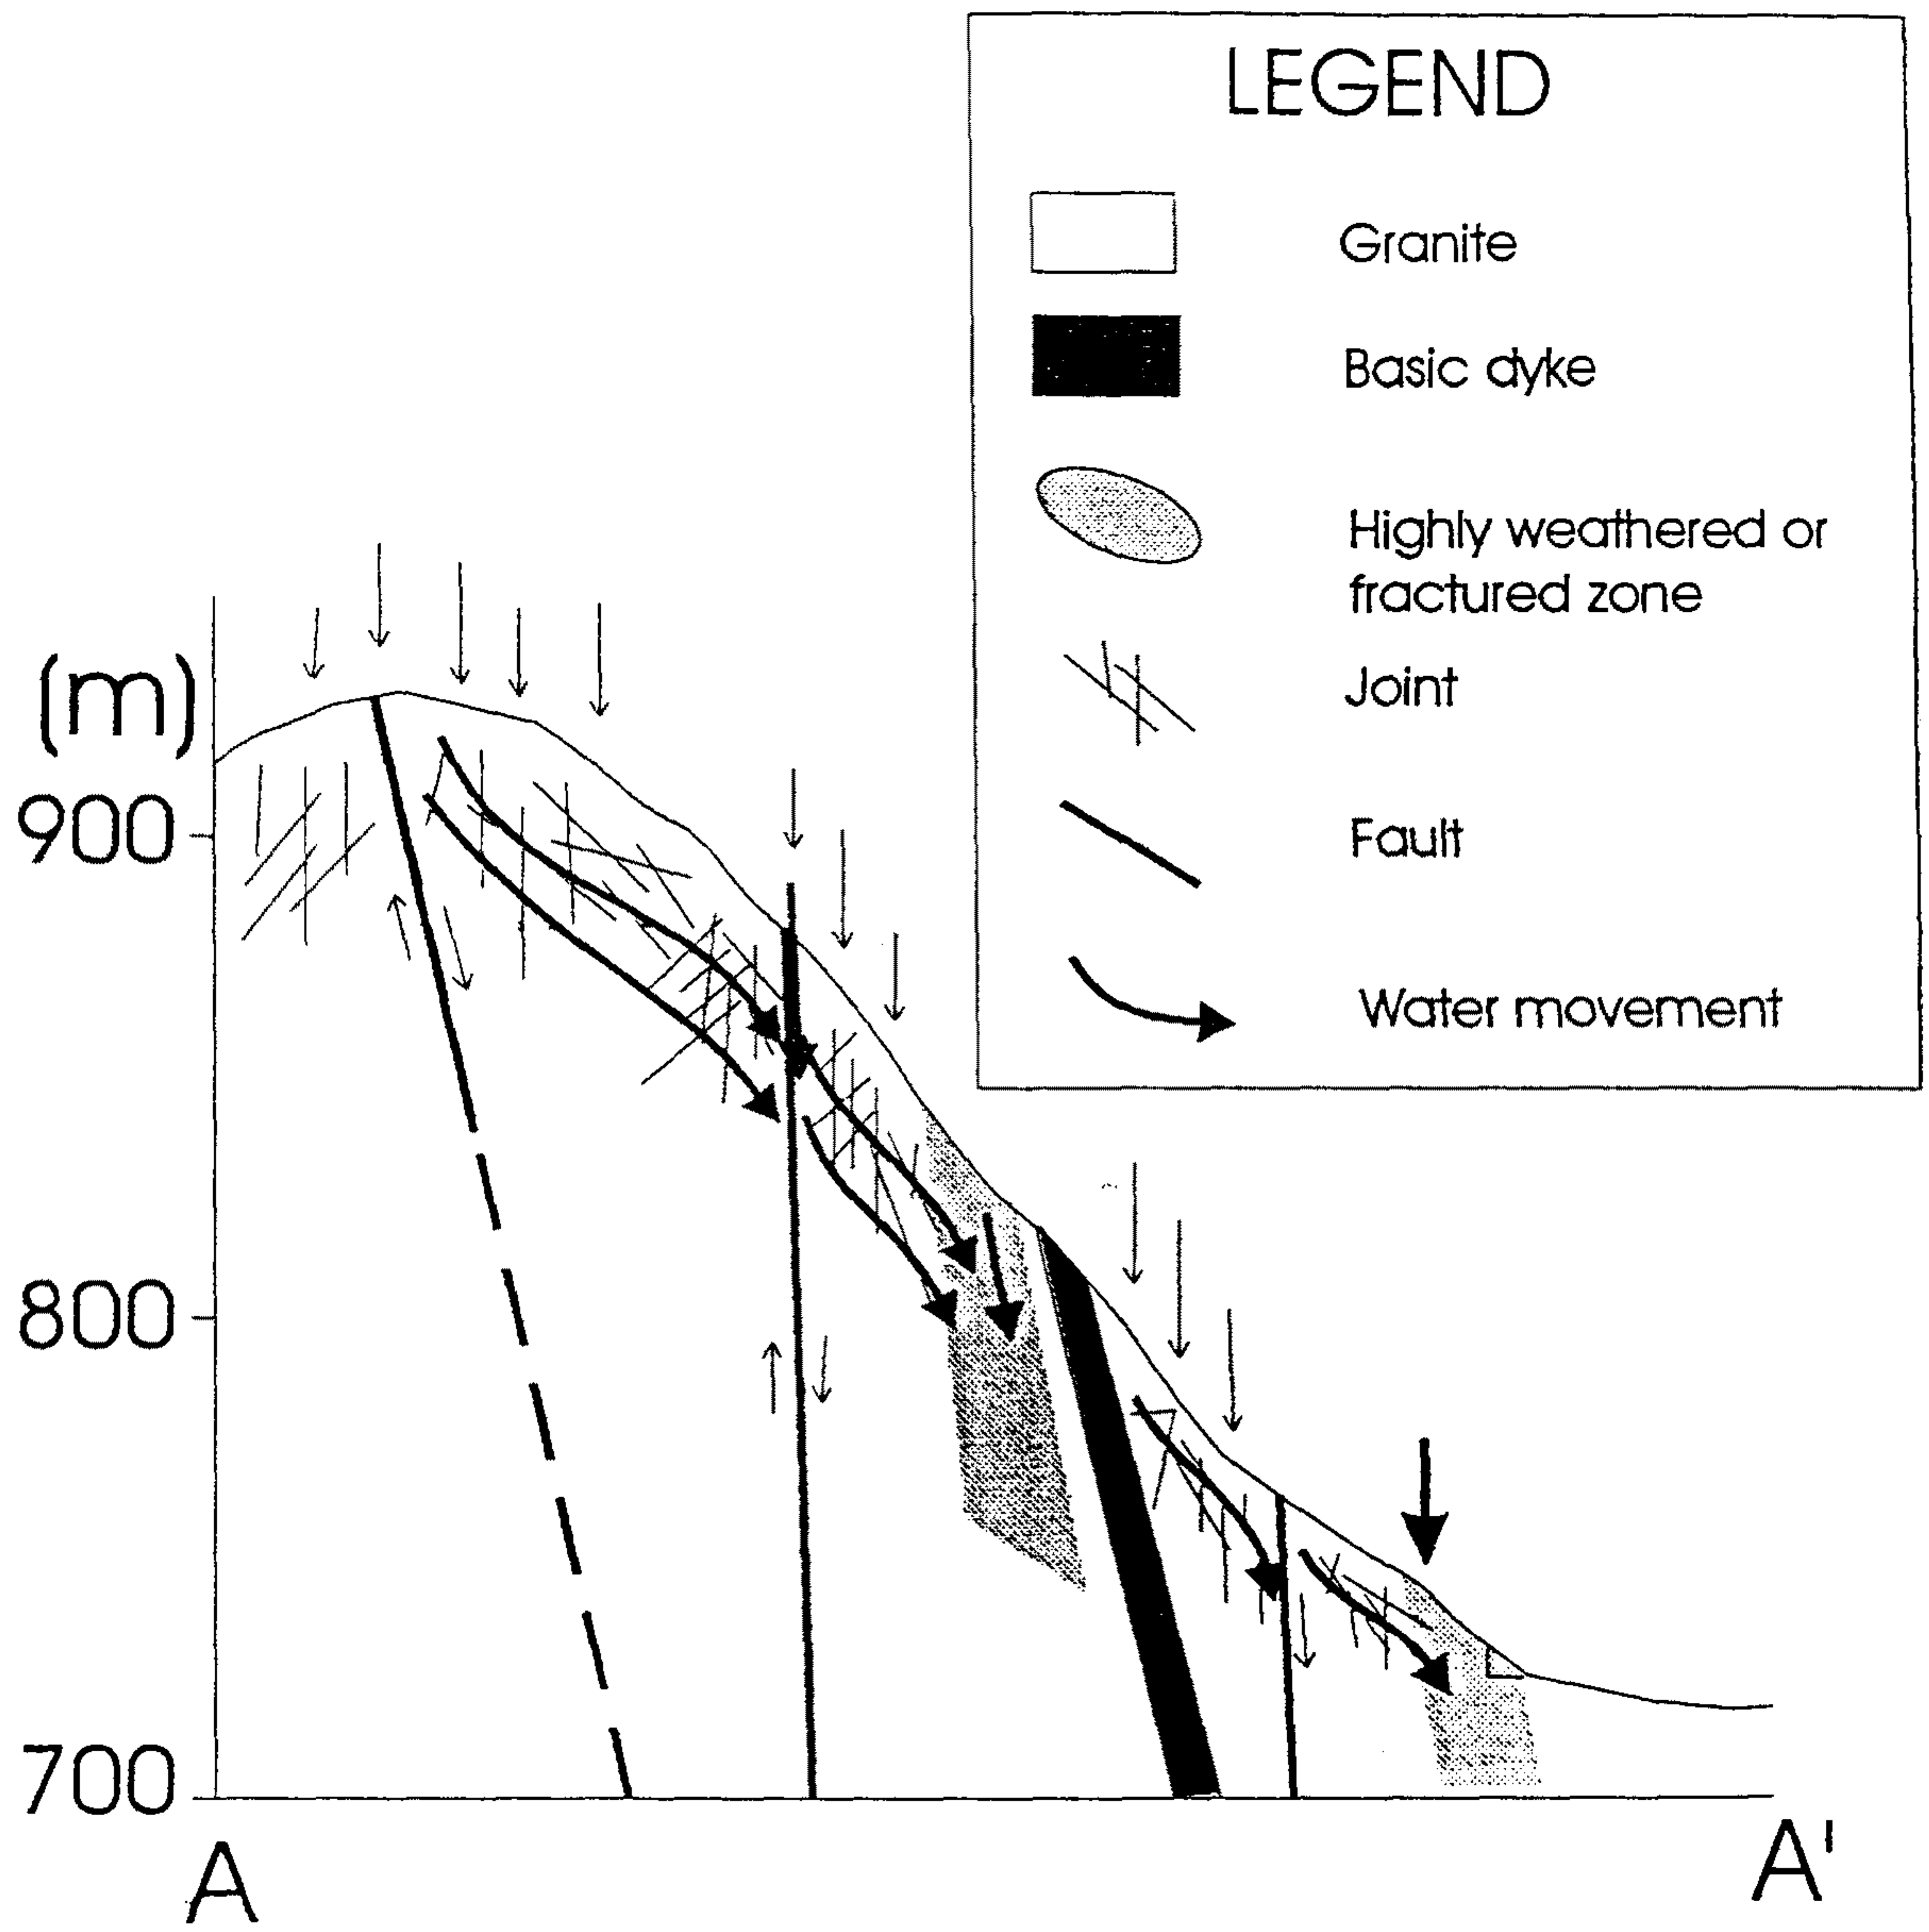 LEGEND
Granite
Basic dyke
Highly weathered or
fractured zone
Joint
Fault
Water movement
(m)
900
800
700
A
A'